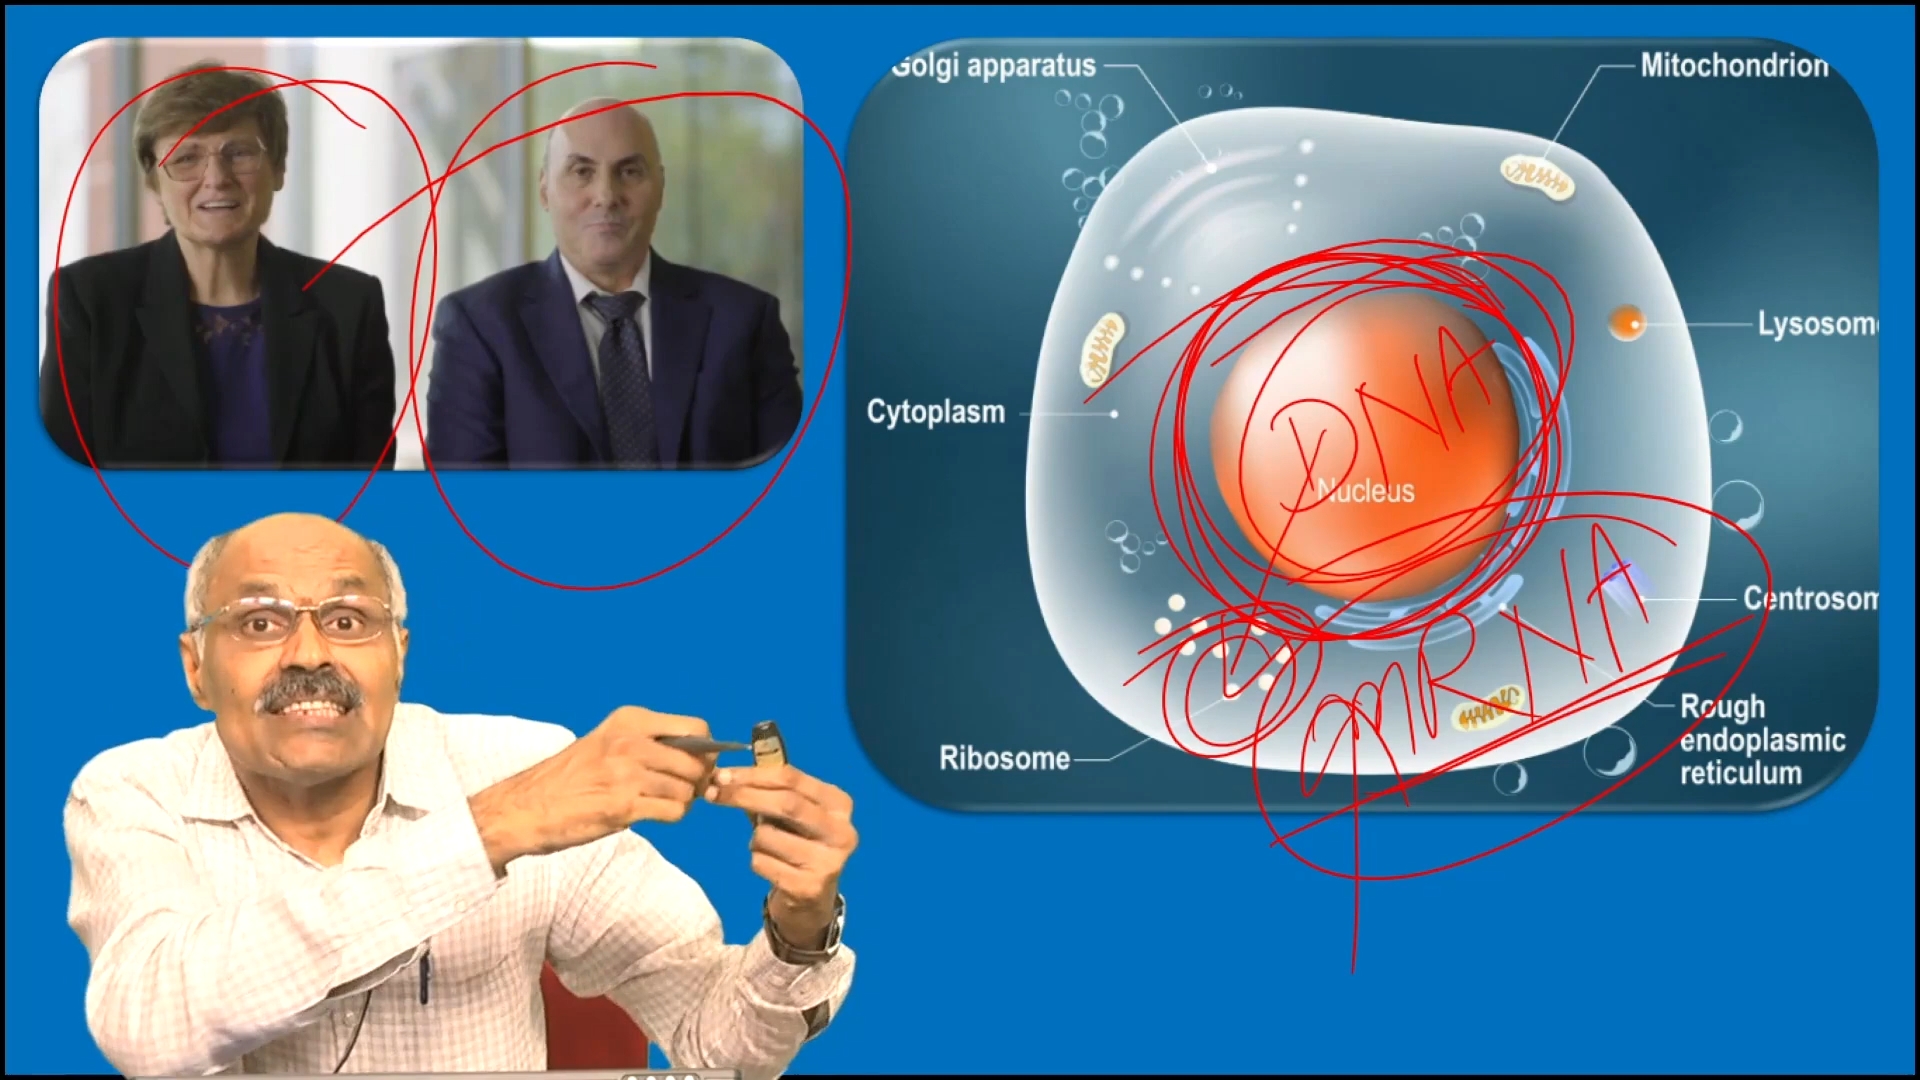 Golgi apparatus
Mitochondrion
Lysosom
Cytoplasm
DNA
Nucleus
mRNA
Centrosom
Ribosome
Rough
endoplasmic
reticulum